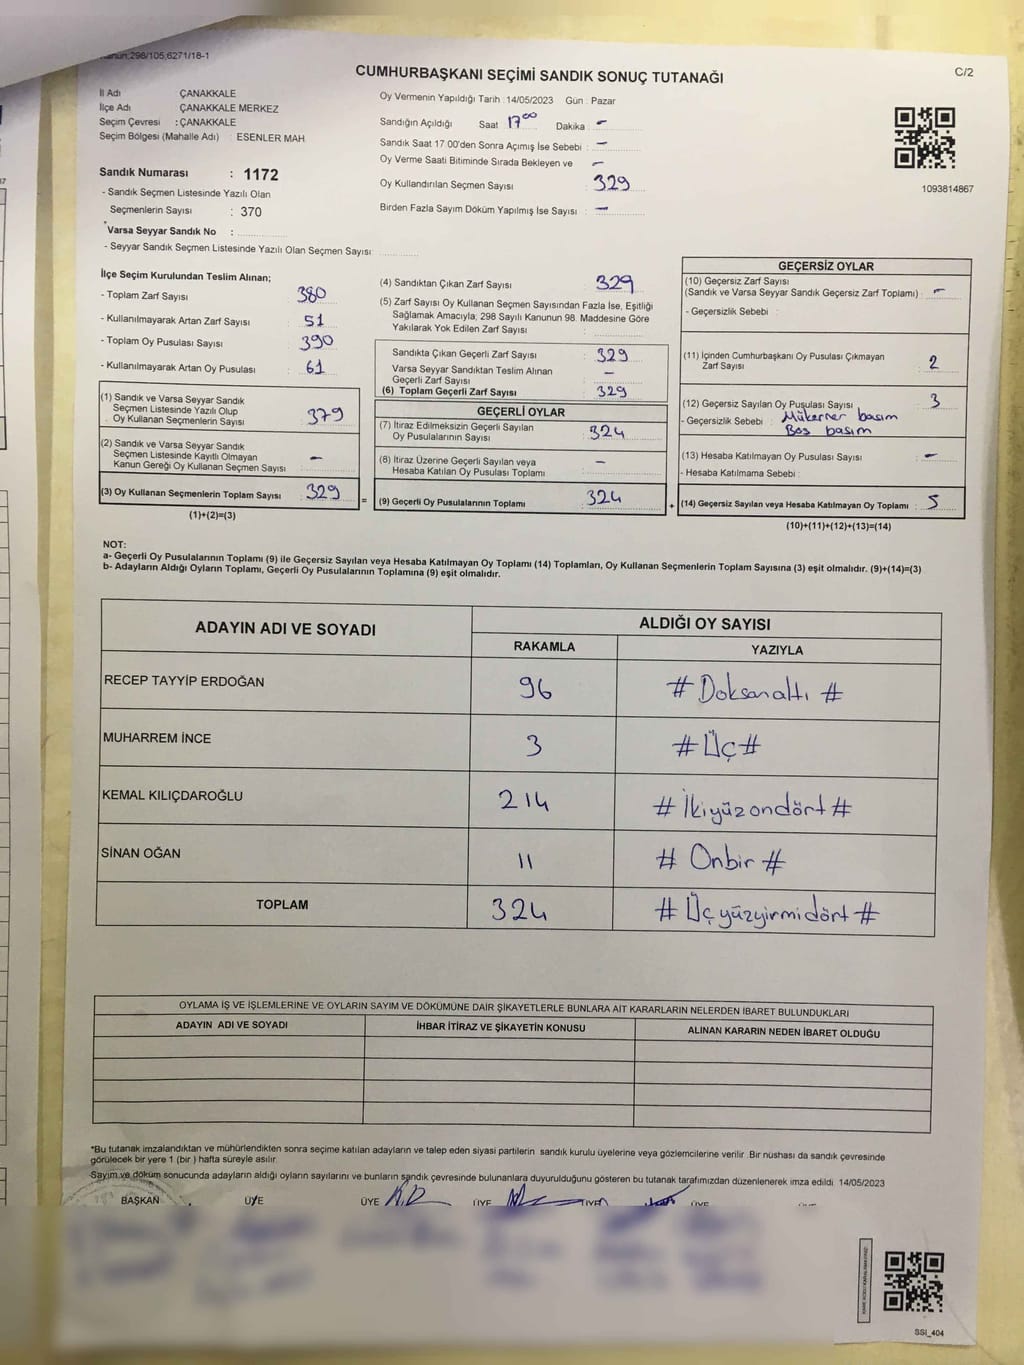 298/105;6271/18-1
CUMHURBAŞKANI SEÇİMİ SANDIK SONUÇ TUTANAĞI
C/2
İl Adı ÇANAKKALE
İlçe Adı ÇANAKKALE MERKEZ
Seçim Çevresi : ÇANAKKALE
Seçim Bölgesi (Mahalle Adı) : ESENLER MAH.
Sandık Numarası : 1172
- Sandık Seçmen Listesinde Yazılı Olan
Seçmenlerin Sayısı : 370
Varsa Seyyar Sandık No :
- Seyyar Sandık Seçmen Listesinde Yazılı Olan Seçmen Sayısı:
Oy Vermenin Yapıldığı Tarih : 14/05/2023 Gün : Pazar
Sandığın Açıldığı Saat 17 00 Dakika : -
Sandık Saat 17:00'den Sonra Açımış İse Sebebi : -
Oy Verme Saati Bitiminde Sırada Bekleyen ve -
Oy Kullandırılan Seçmen Sayısı : 329
Birden Fazla Sayım Döküm Yapılmış İse Sayısı : -
1093814867
İlçe Seçim Kurulundan Teslim Alınan;
- Toplam Zarf Sayısı : 380
- Kullanılmayarak Artan Zarf Sayısı : 51
- Toplam Oy Pusulası Sayısı : 390
- Kullanılmayarak Artan Oy Pusulası : 61
(1) Sandık ve Varsa Seyyar Sandık
Seçmen Listesinde Yazılı Olup
Oy Kullanan Seçmenlerin Sayısı : 379
(2) Sandık ve Varsa Seyyar Sandık
Seçmen Listesinde Kayıtlı Olmayan
Kanun Gereği Oy Kullanan Seçmen Sayısı : -
(3) Oy Kullanan Seçmenlerin Toplam Sayısı : 329
(1)+(2)=(3)
=
(4) Sandıktan Çıkan Zarf Sayısı : 329
(5) Zarf Sayısı Oy Kullanan Seçmen Sayısından Fazla İse, Eşitliği
Sağlamak Amacıyla, 298 Sayılı Kanunun 98. Maddesine Göre
Yakılarak Yok Edilen Zarf Sayısı :
Sandıkta Çıkan Geçerli Zarf Sayısı : 329
Varsa Seyyar Sandıktan Teslim Alınan -
Geçerli Zarf Sayısı :
(6) Toplam Geçerli Zarf Sayısı : 329
GEÇERLİ OYLAR
(7) İtiraz Edilmeksizin Geçerli Sayılan
Oy Pusulalarının Sayısı : 324
(8) İtiraz Üzerine Geçerli Sayılan veya
Hesaba Katılan Oy Pusulası Toplamı : -
(9) Geçerli Oy Pusulalarının Toplamı : 324
+
GEÇERSİZ OYLAR
(10) Geçersiz Zarf Sayısı
(Sandık ve Varsa Seyyar Sandık Geçersiz Zarf Toplamı) : -
- Geçersizlik Sebebi :
(11) İçinden Cumhurbaşkanı Oy Pusulası Çıkmayan
Zarf Sayısı : 2
(12) Geçersiz Sayılan Oy Pusulası Sayısı : 3
- Geçersizlik Sebebi : Mükerrer basım
Boş basım
(13) Hesaba Katılmayan Oy Pusulası Sayısı : -
- Hesaba Katılmama Sebebi :
(14) Geçersiz Sayılan veya Hesaba Katılmayan Oy Toplamı : 5
(10)+(11)+(12)+(13)=(14)
NOT:
a- Geçerli Oy Pusulalarının Toplamı (9) ile Geçersiz Sayılan veya Hesaba Katılmayan Oy Toplamı (14) Toplamları, Oy Kullanan Seçmenlerin Toplam Sayısına (3) eşit olmalıdır. (9)+(14)=(3)
b- Adayların Aldığı Oyların Toplamı, Geçerli Oy Pusulalarının Toplamına (9) eşit olmalıdır.
ADAYIN ADI VE SOYADI
ALDIĞI OY SAYISI
RAKAMLA YAZIYLA
RECEP TAYYİP ERDOĞAN 96 # Doksanaltı #
MUHARREM İNCE 3 # Üç #
KEMAL KILIÇDAROĞLU 214 # İkiyüzondört #
SİNAN OĞAN 11 # Onbir #
TOPLAM 324 # Üçyüzyirmidört #
OYLAMA İŞ VE İŞLEMLERİNE VE OYLARIN SAYIM VE DÖKÜMÜNE DAİR ŞİKAYETLERLE BUNLARA AİT KARARLARIN NELERDEN İBARET BULUNDUKLARI
ADAYIN ADI VE SOYADI İHBAR İTİRAZ VE ŞİKAYETİN KONUSU ALINAN KARARIN NEDEN İBARET OLDUĞU
*Bu tutanak imzalandıktan ve mühürlendikten sonra seçime katılan adayların ve talep eden siyasi partilerin sandık kurulu üyelerine veya gözlemcilerine verilir. Bir nüshası da sandık çevresinde
görülecek bir yere 1 (bir) hafta süreyle asılır.
Sayım ve döküm sonucunda adayların aldığı oyların sayılarını ve bunların sandık çevresinde bulunanlara duyurulduğunu gösteren bu tutanak tarafımızdan düzenlenerek imza edildi. 14/05/2023
BAŞKAN ÜYE ÜYE ÜYE ÜYE ÜYE
SSI_404